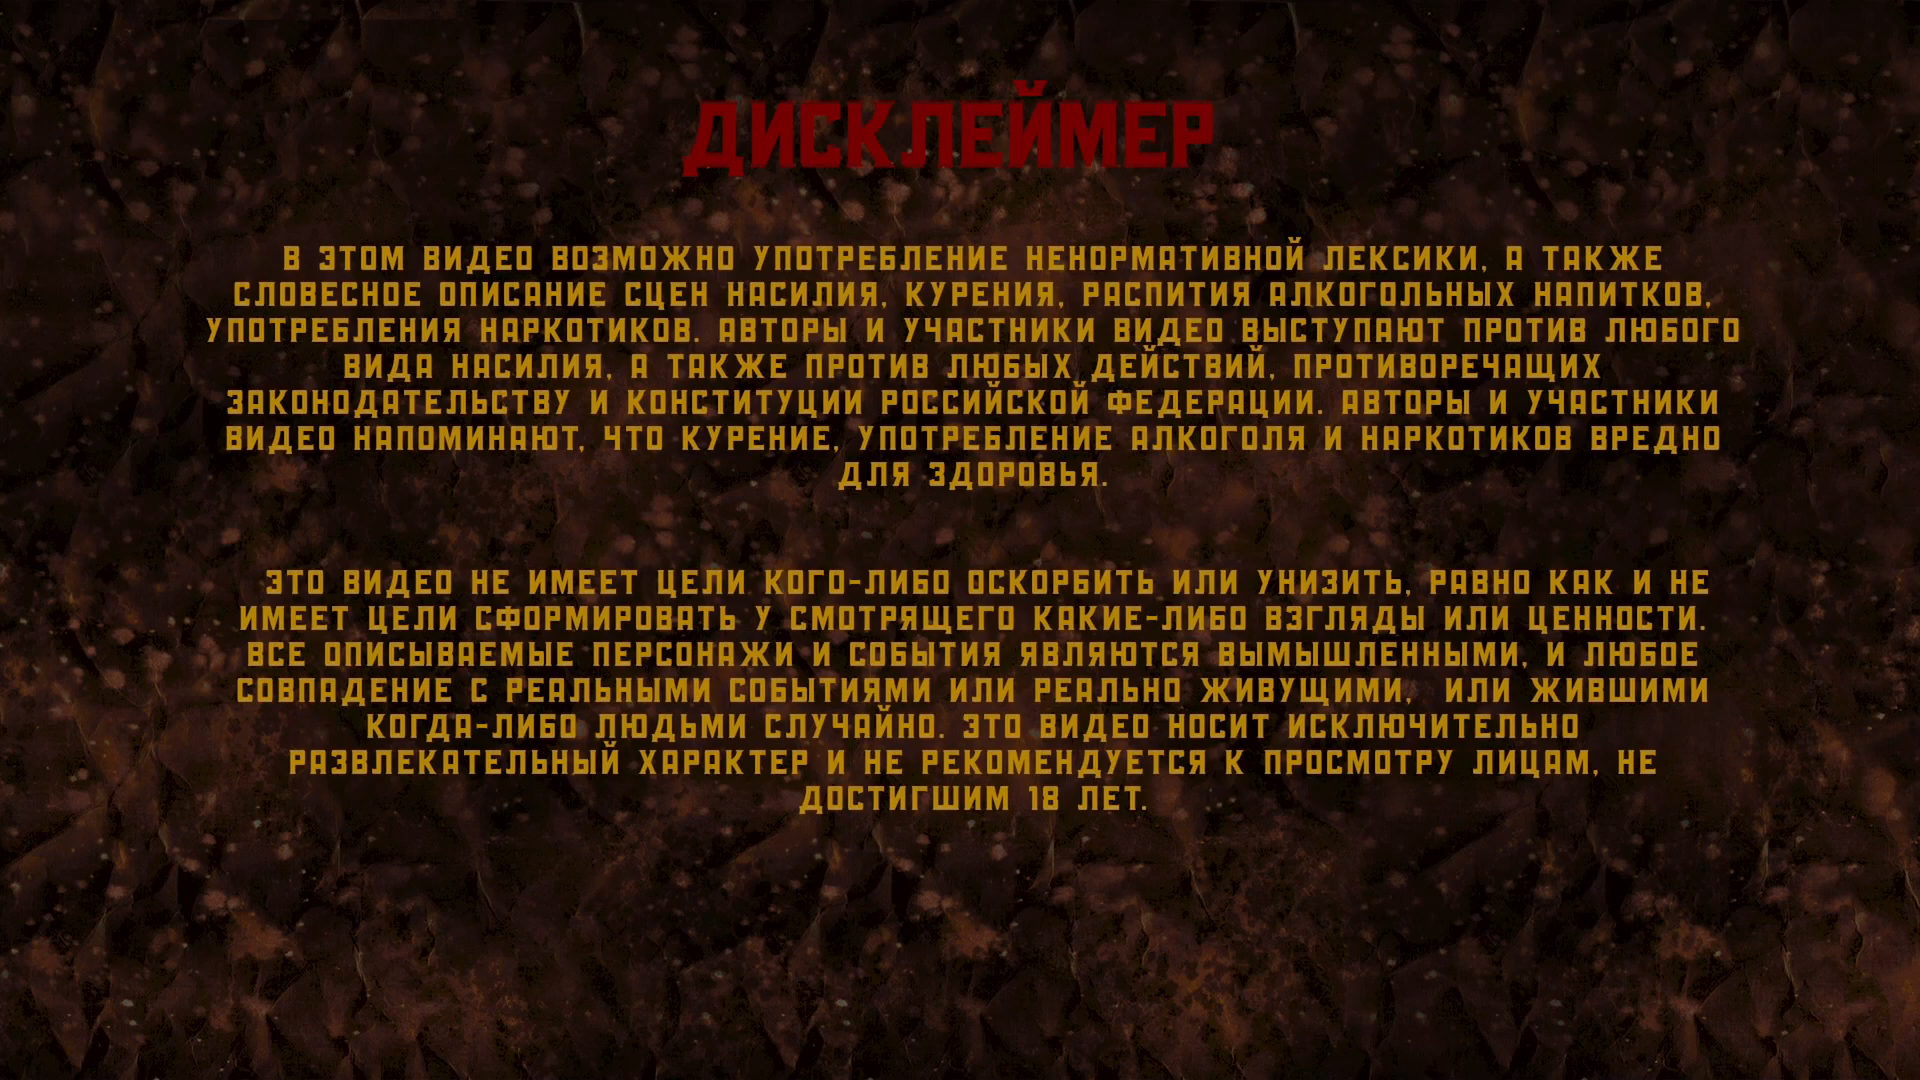 ДИСКЛЕЙМЕР
В ЭТОМ ВИДЕО ВОЗМОЖНО УПОТРЕБЛЕНИЕ НЕНОРМАТИВНОЙ ЛЕКСИКИ, А ТАКЖЕ
СЛОВЕСНОЕ ОПИСАНИЕ СЦЕН НАСИЛИЯ, КУРЕНИЯ, РАСПИТИЯ АЛКОГОЛЬНЫХ НАПИТКОВ,
УПОТРЕБЛЕНИЯ НАРКОТИКОВ. АВТОРЫ И УЧАСТНИКИ ВИДЕО ВЫСТУПАЮТ ПРОТИВ ЛЮБОГО
ВИДА НАСИЛИЯ, А ТАКЖЕ ПРОТИВ ЛЮБЫХ ДЕЙСТВИЙ, ПРОТИВОРЕЧАЩИХ
ЗАКОНОДАТЕЛЬСТВУ И КОНСТИТУЦИИ РОССИЙСКОЙ ФЕДЕРАЦИИ. АВТОРЫ И УЧАСТНИКИ
ВИДЕО НАПОМИНАЮТ, ЧТО КУРЕНИЕ, УПОТРЕБЛЕНИЕ АЛКОГОЛЯ И НАРКОТИКОВ ВРЕДНО
ДЛЯ ЗДОРОВЬЯ.
ЭТО ВИДЕО НЕ ИМЕЕТ ЦЕЛИ КОГО-ЛИБО ОСКОРБИТЬ ИЛИ УНИЗИТЬ, РАВНО КАК И НЕ
ИМЕЕТ ЦЕЛИ СФОРМИРОВАТЬ У СМОТРЯЩЕГО КАКИЕ-ЛИБО ВЗГЛЯДЫ ИЛИ ЦЕННОСТИ.
ВСЕ ОПИСЫВАЕМЫЕ ПЕРСОНАЖИ И СОБЫТИЯ ЯВЛЯЮТСЯ ВЫМЫШЛЕННЫМИ, И ЛЮБОЕ
СОВПАДЕНИЕ С РЕАЛЬНЫМИ СОБЫТИЯМИ ИЛИ РЕАЛЬНО ЖИВУЩИМИ, ИЛИ ЖИВШИМИ
КОГДА-ЛИБО ЛЮДЬМИ СЛУЧАЙНО. ЭТО ВИДЕО НОСИТ ИСКЛЮЧИТЕЛЬНО
РАЗВЛЕКАТЕЛЬНЫЙ ХАРАКТЕР И НЕ РЕКОМЕНДУЕТСЯ К ПРОСМОТРУ ЛИЦАМ, НЕ
ДОСТИГШИМ 18 ЛЕТ.